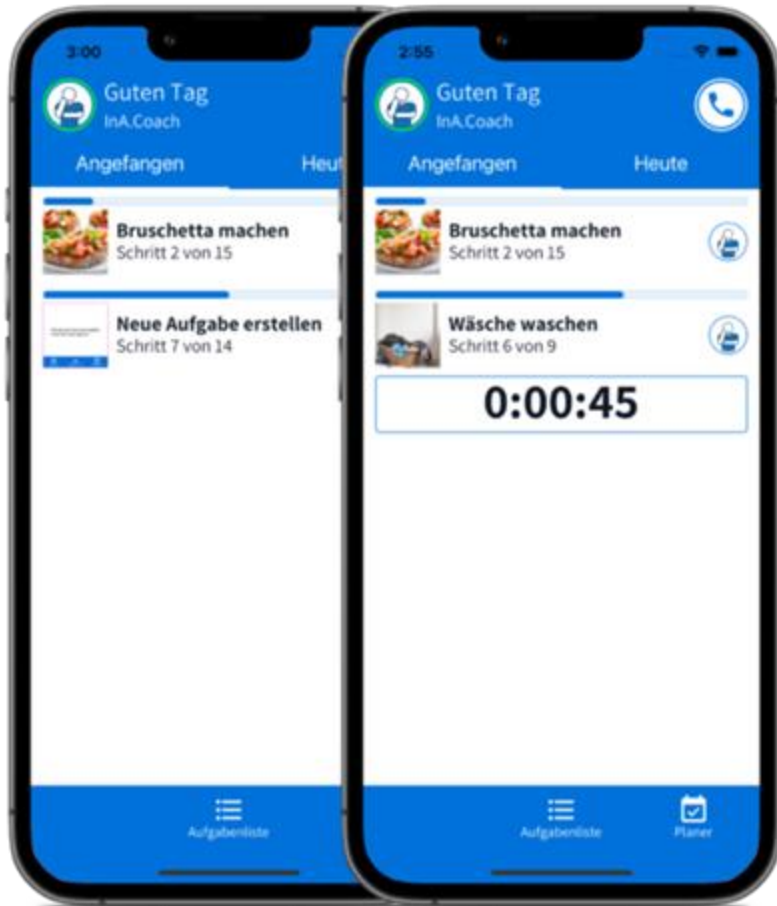 3:00
Guten Tag
InA.Coach
Angefangen
Heut
Bruschetta machen
Schritt 2 von 15
Neue Aufgabe erstellen
Schritt 7 von 14
Aufgabenliste
2:55
Guten Tag
InA.Coach
Angefangen
Heute
Bruschetta machen
Schritt 2 von 15
Wäsche waschen
Schritt 6 von 9
0:00:45
Aufgabenliste
Planer